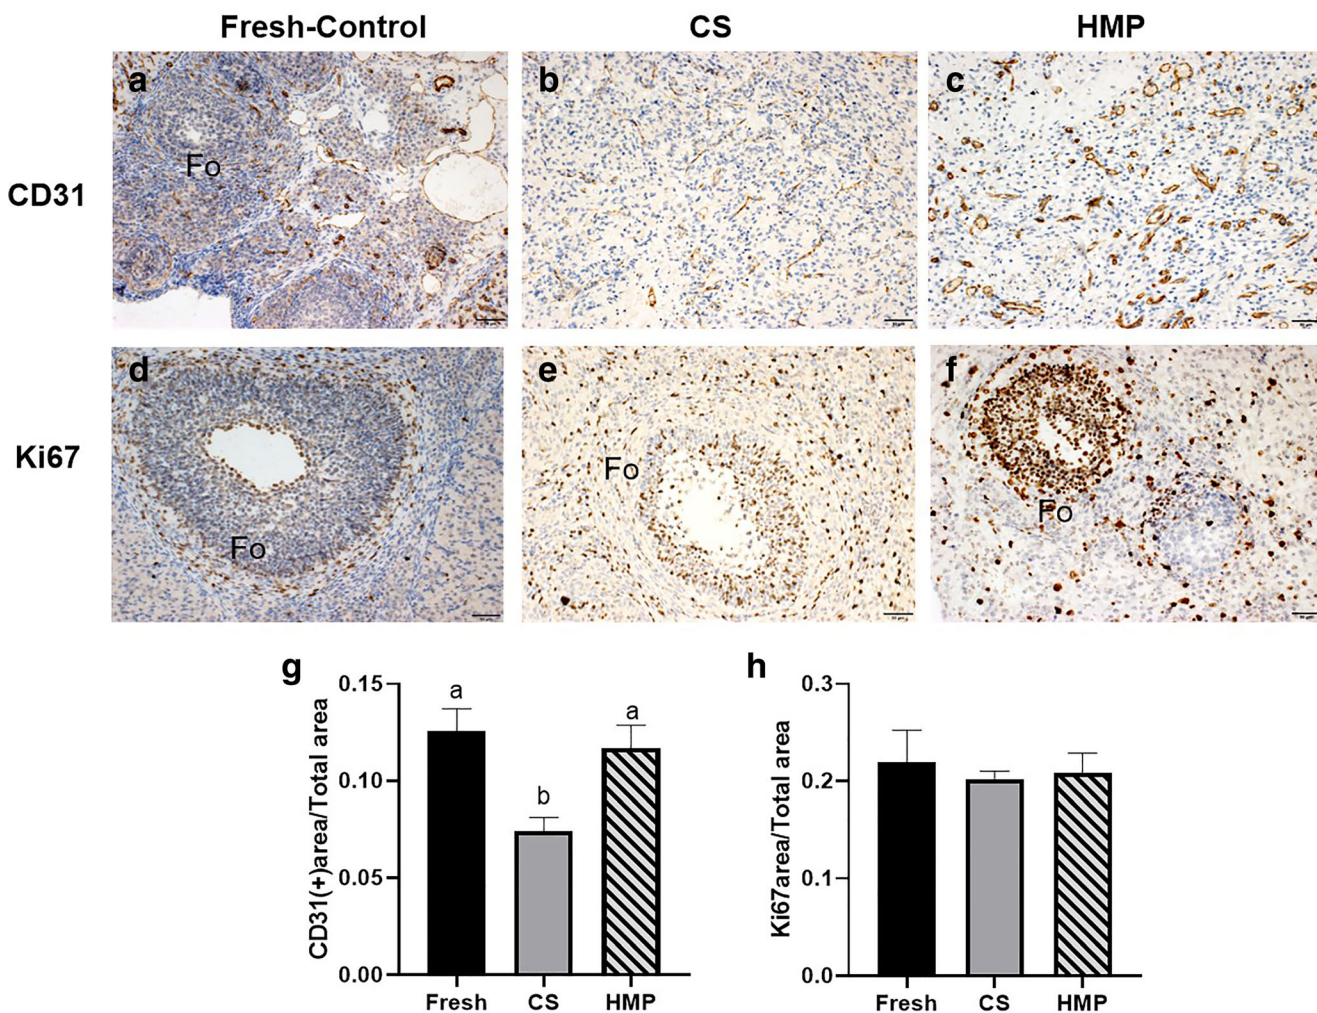 Fresh-Control CS HMP
a b c
Fo
CD31
d e f
Ki67
Fo
Fo
Fo
g h
0.15
0.10
0.05
0.00
CD31(+)area/Total area
a
b
a
Fresh CS HMP
0.3
0.2
0.1
0.0
Ki67area/Total area
Fresh CS HMP